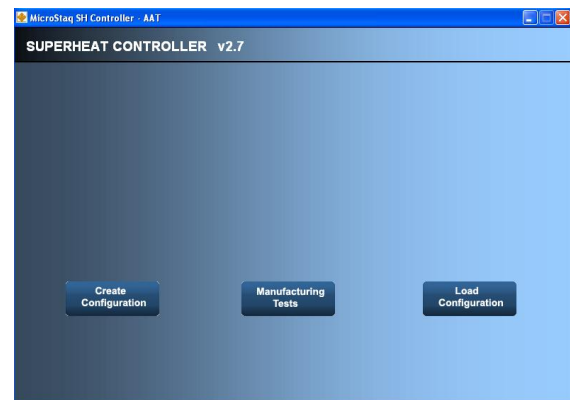 MicroStaq SH Controller - AAT
SUPERHEAT CONTROLLER v2.7
Create
Configuration
Manufacturing
Tests
Load
Configuration